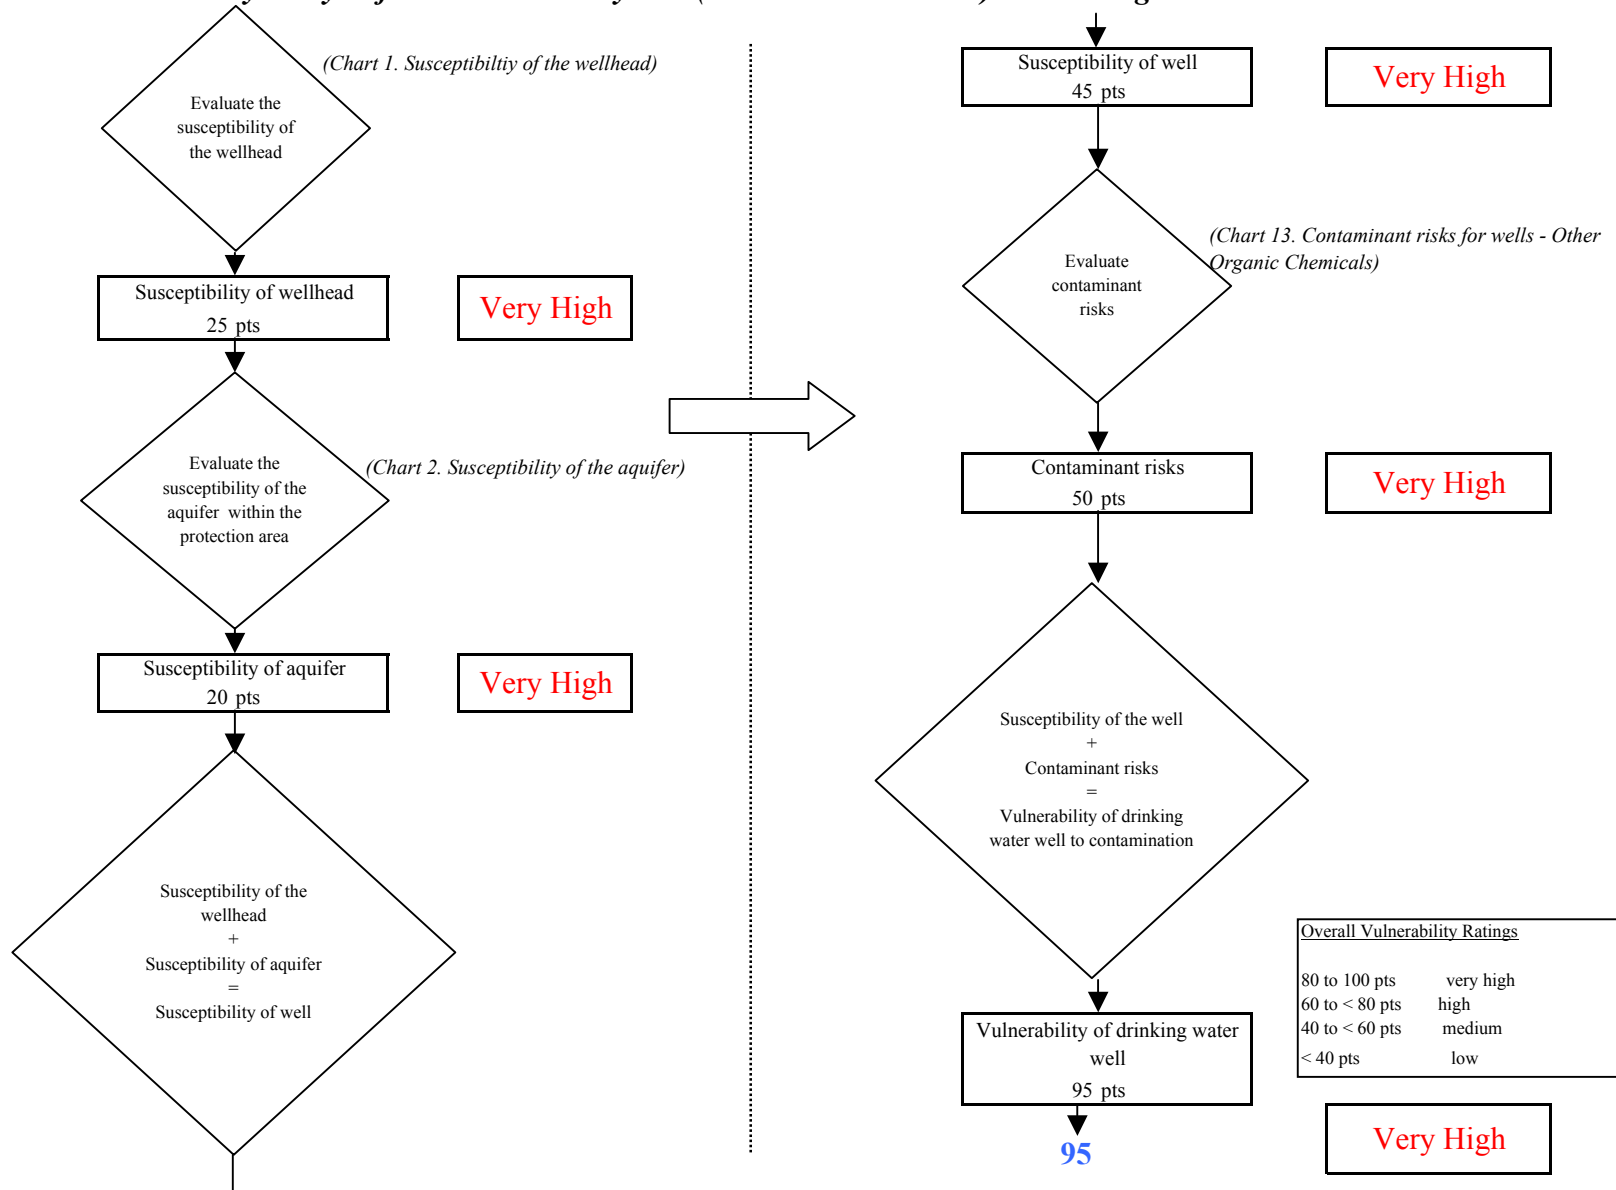 (Chart 1. Susceptibiltiy of the wellhead)
Evaluate the
susceptibility of
the wellhead
Susceptibility of wellhead
25 pts
Very High
Evaluate the
susceptibility of the
aquifer within the
protection area
(Chart 2. Susceptibility of the aquifer)
Susceptibility of aquifer
20 pts
Very High
Susceptibility of the
wellhead
+
Susceptibility of aquifer
=
Susceptibility of well
Susceptibility of well
45 pts
Very High
Evaluate
contaminant
risks
(Chart 13. Contaminant risks for wells - Other
Organic Chemicals)
Contaminant risks
50 pts
Very High
Susceptibility of the well
+
Contaminant risks
=
Vulnerability of drinking
water well to contamination
Vulnerability of drinking water
well
95 pts
95
Overall Vulnerability Ratings
80 to 100 pts very high
60 to < 80 pts high
40 to < 60 pts medium
< 40 pts low
Very High